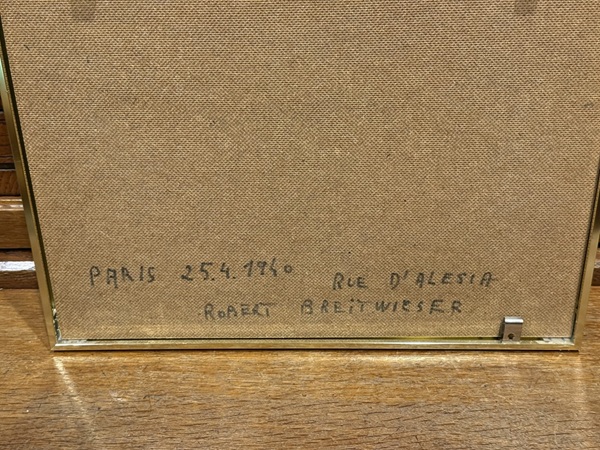 PARIS 25.4.1940 RUE D'ALESIA
ROBERT BREiTWIESER